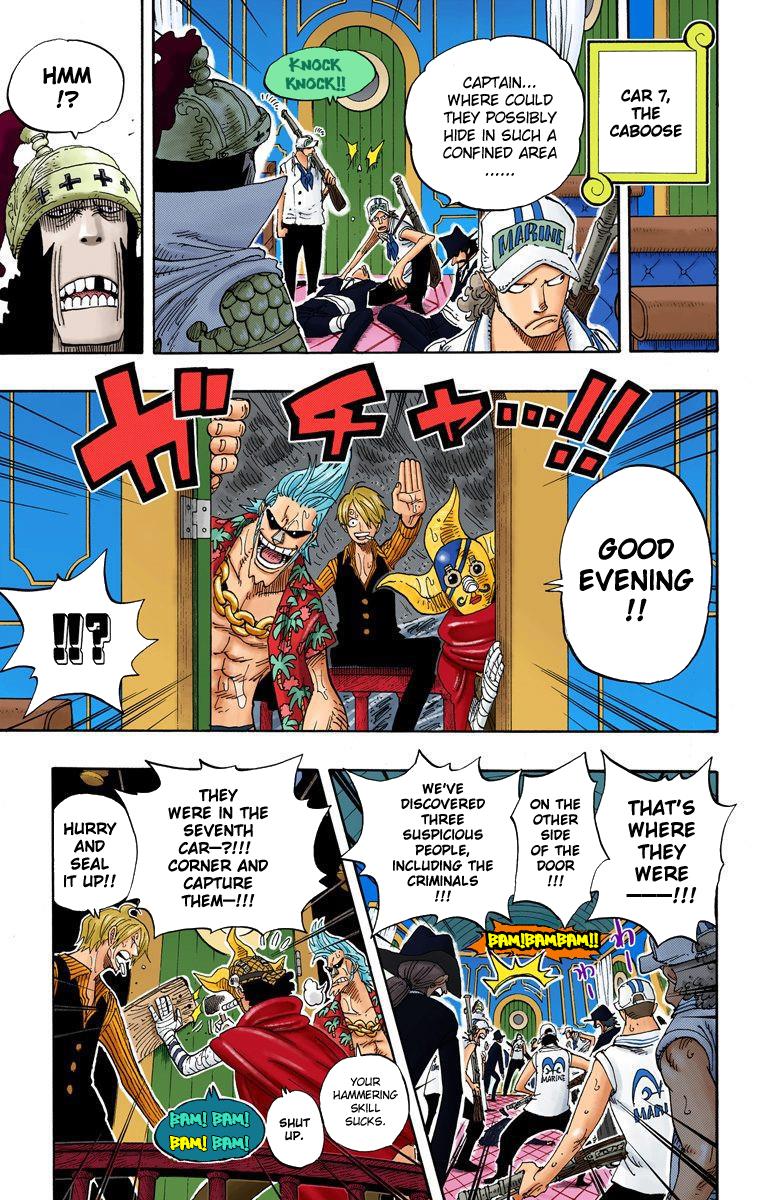 CAR 7,
THE
CABOOSE
CAPTAIN...
WHERE COULD
THEY POSSIBLY
HIDE IN SUCH A
CONFINED AREA
......
KNOCK
KNOCK!!
MARINE
HMM
!?
ガチャ…!!
GOOD
EVENING
!!
!!?
THAT'S
WHERE
THEY
WERE
———!!!
ON THE
OTHER
SIDE
OF THE
DOOR
!!!
WE'VE
DISCOVERED
THREE
SUSPICIOUS
PEOPLE,
INCLUDING THE
CRIMINALS
!!!
BAM!BAMBAM!!
MARINE
MARI
THEY
WERE IN THE
SEVENTH
CAR—?!!!
CORNER AND
CAPTURE
THEM—!!!
HURRY
AND
SEAL
IT UP!!
YOUR
HAMMERING
SKILL
SUCKS.
SHUT
UP.
BAM! BAM!
BAM! BAM!